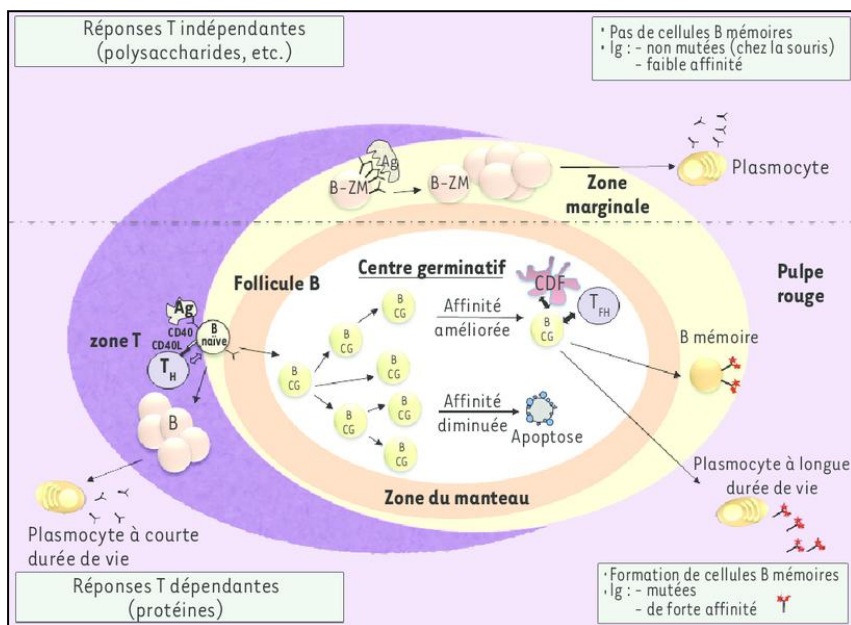 Réponses T indépendantes
(polysaccharides, etc.)
• Pas de cellules B mémoires
• Ig : - non mutées (chez la souris)
- faible affinité
Ag
B-ZM
B-ZM
Plasmocyte
Zone
marginale
Follicule B
Centre germinatif
CDF
T FH
Pulpe
rouge
zone T
Ag
CD40
CD40L
B
naïve
T H
B
CG
B
CG
B
CG
B
CG
B
CG
B
CG
B
CG
Affinité
améliorée
B
CG
B mémoire
Affinité
diminuée
Apoptose
B
Zone du manteau
Plasmocyte à longue
durée de vie
Plasmocyte à courte
durée de vie
Réponses T dépendantes
(protéines)
• Formation de cellules B mémoires
• Ig : - mutées
- de forte affinité